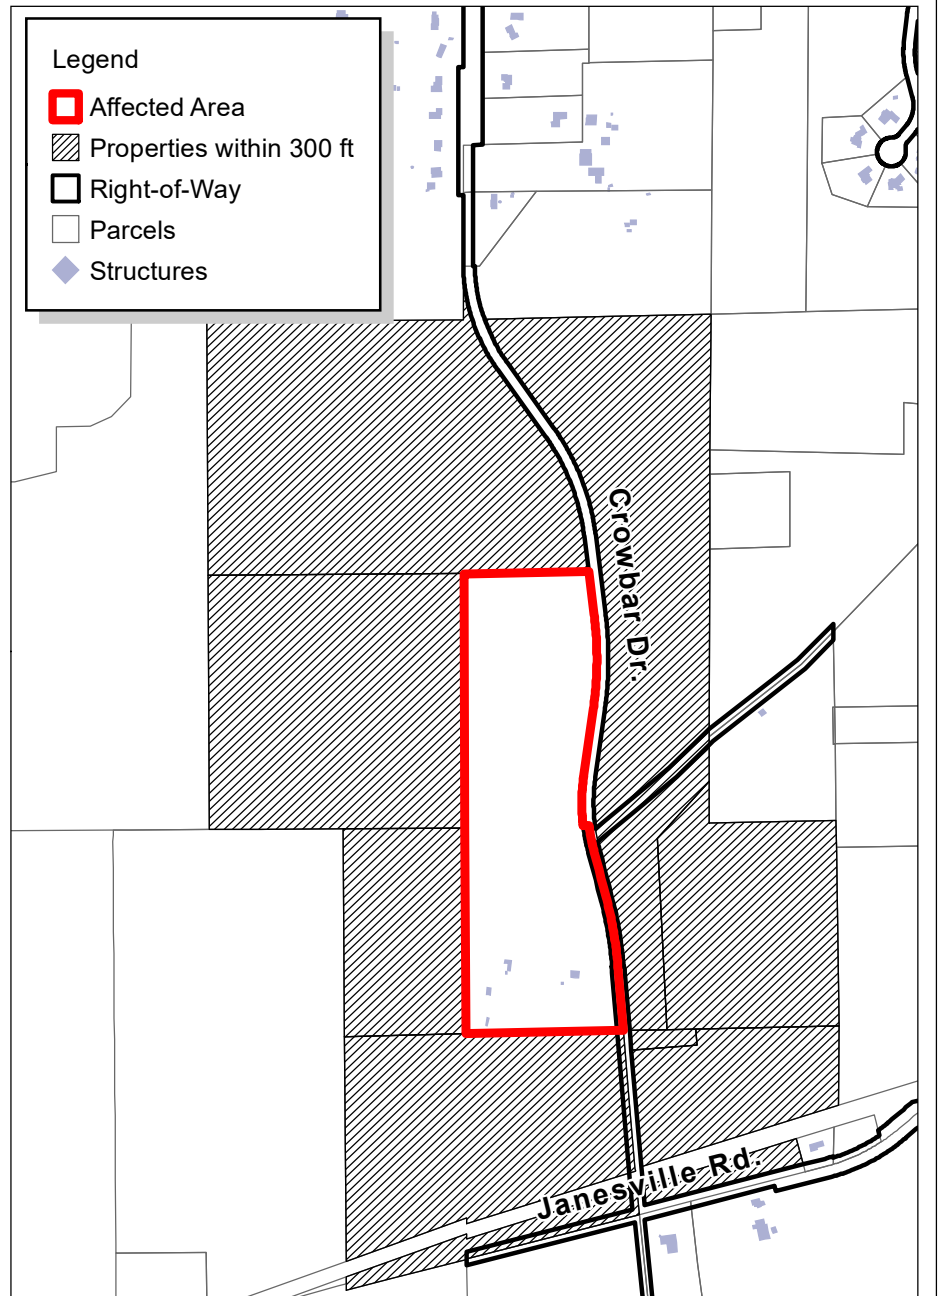 Legend
Affected Area
Properties within 300 ft
Right-of-Way
Parcels
Structures
Crowbar Dr.
Janesville Rd.